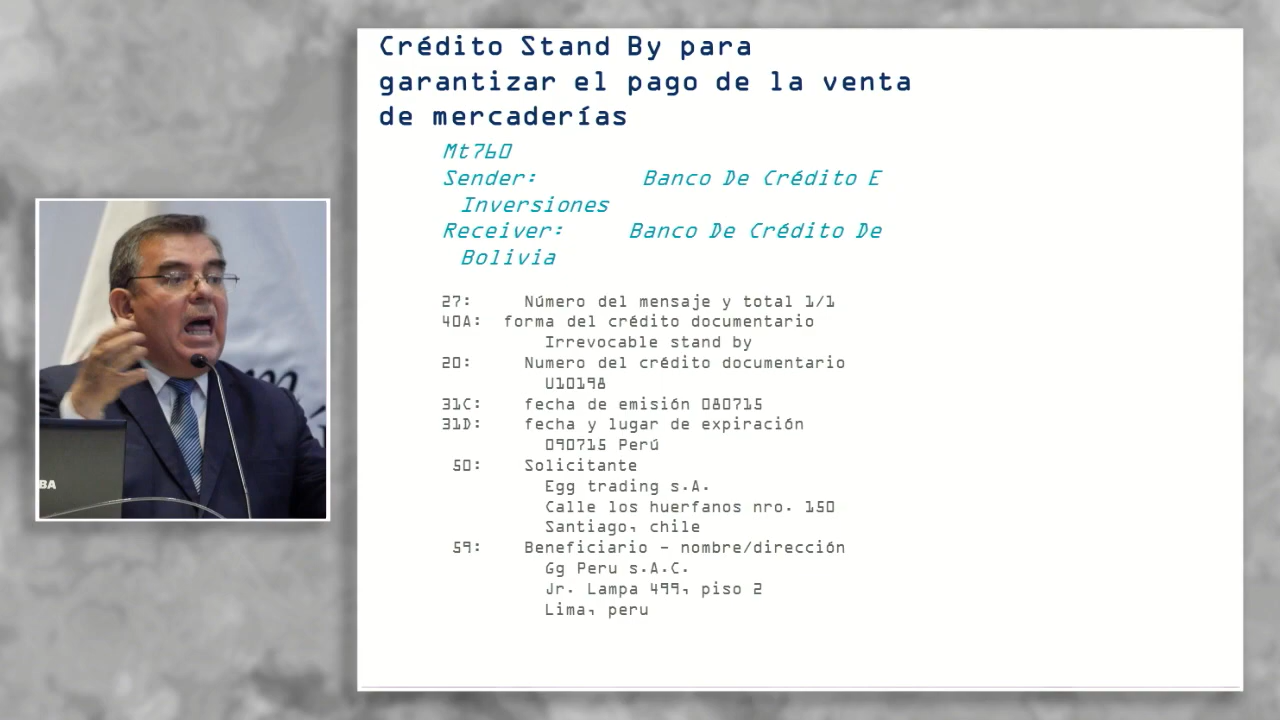 Crédito Stand By para
garantizar el pago de la venta
de mercaderías
Mt760
Sender: Banco De Crédito E
Inversiones
Receiver: Banco De Crédito De
Bolivia
27: Número del mensaje y total 1/1
40A: forma del crédito documentario
Irrevocable stand by
20: Numero del crédito documentario
U10198
31C: fecha de emisión 080715
31D: fecha y lugar de expiración
090715 Perú
50: Solicitante
Egg trading s.A.
Calle los huerfanos nro. 150
Santiago, chile
59: Beneficiario – nombre/dirección
Gg Peru s.A.C.
Jr. Lampa 499, piso 2
Lima, peru
BA